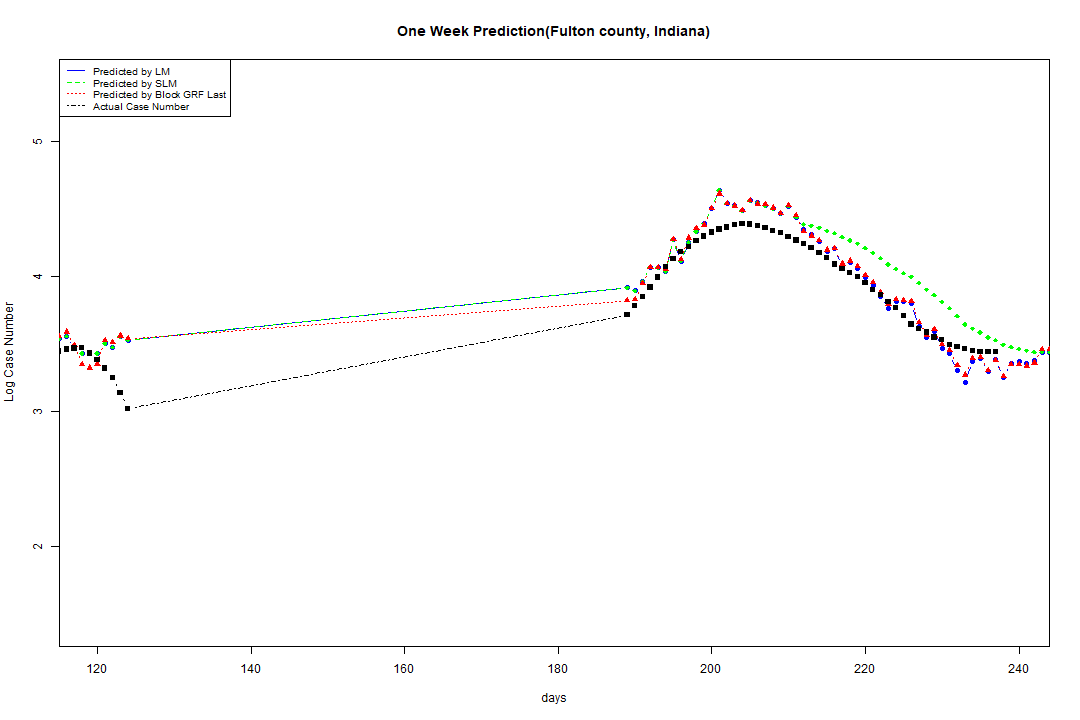 One Week Prediction(Fulton county, Indiana)
Predicted by LM
Predicted by SLM
Predicted by Block GRF Last
Actual Case Number
5
4
3
2
Log Case Number
120 140 160 180 200 220 240
days